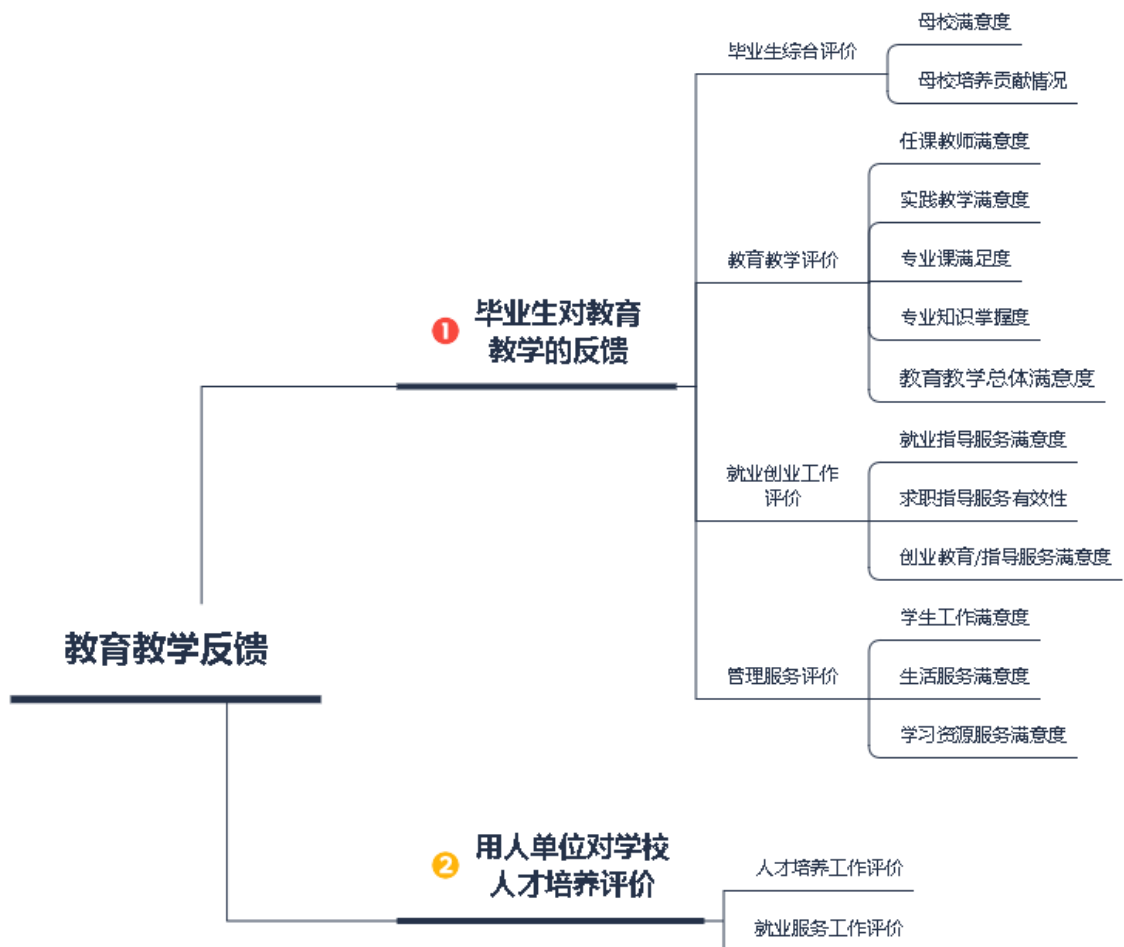 母校满意度
毕业生综合评价
母校培养贡献情况
任课教师满意度
实践教学满意度
教育教学评价
专业课满足度
专业知识掌握度
教育教学总体满意度
1 毕业生对教育
教学的反馈
就业指导服务满意度
就业创业工作
评价
求职指导服务有效性
创业教育/指导服务满意度
学生工作满意度
管理服务评价
生活服务满意度
学习资源服务满意度
教育教学反馈
2 用人单位对学校
人才培养评价
人才培养工作评价
就业服务工作评价